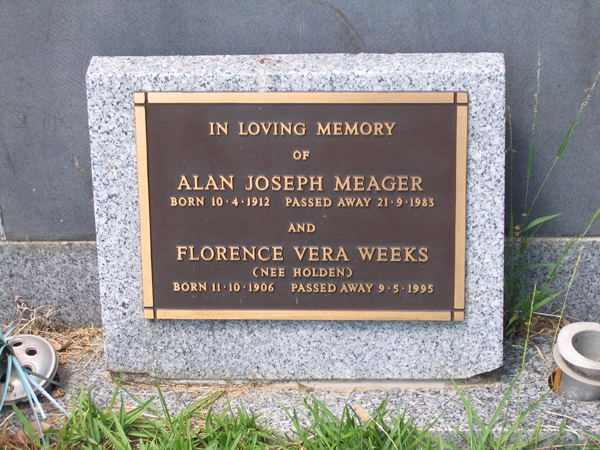 IN LOVING MEMORY
OF
ALAN JOSEPH MEAGER
BORN 10·4·1912 PASSED AWAY 21·9·1983
AND
FLORENCE VERA WEEKS
(NEE HOLDEN)
BORN 11·10·1906 PASSED AWAY 9·5·1995